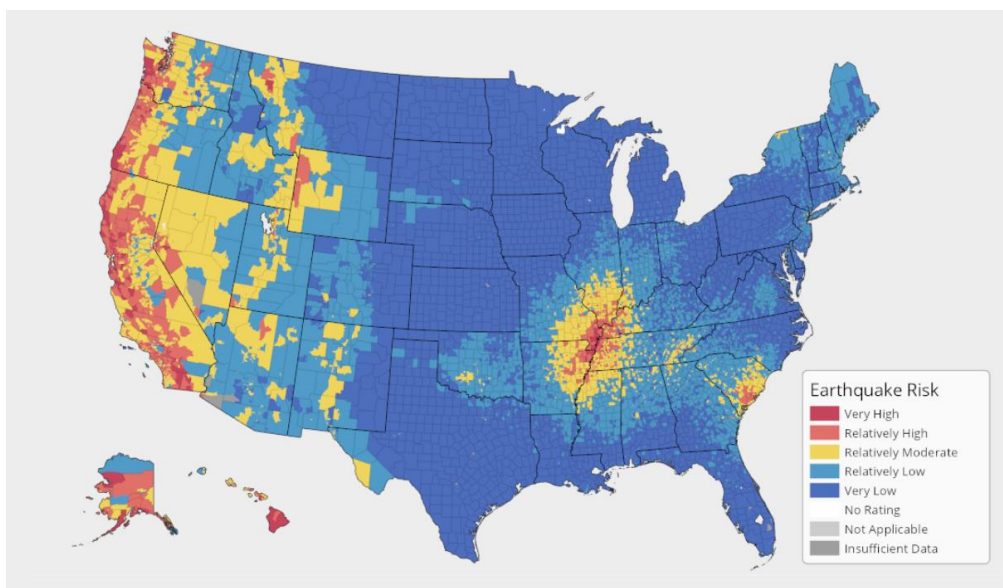 Earthquake Risk
Very High
Relatively High
Relatively Moderate
Relatively Low
Very Low
No Rating
Not Applicable
Insufficient Data